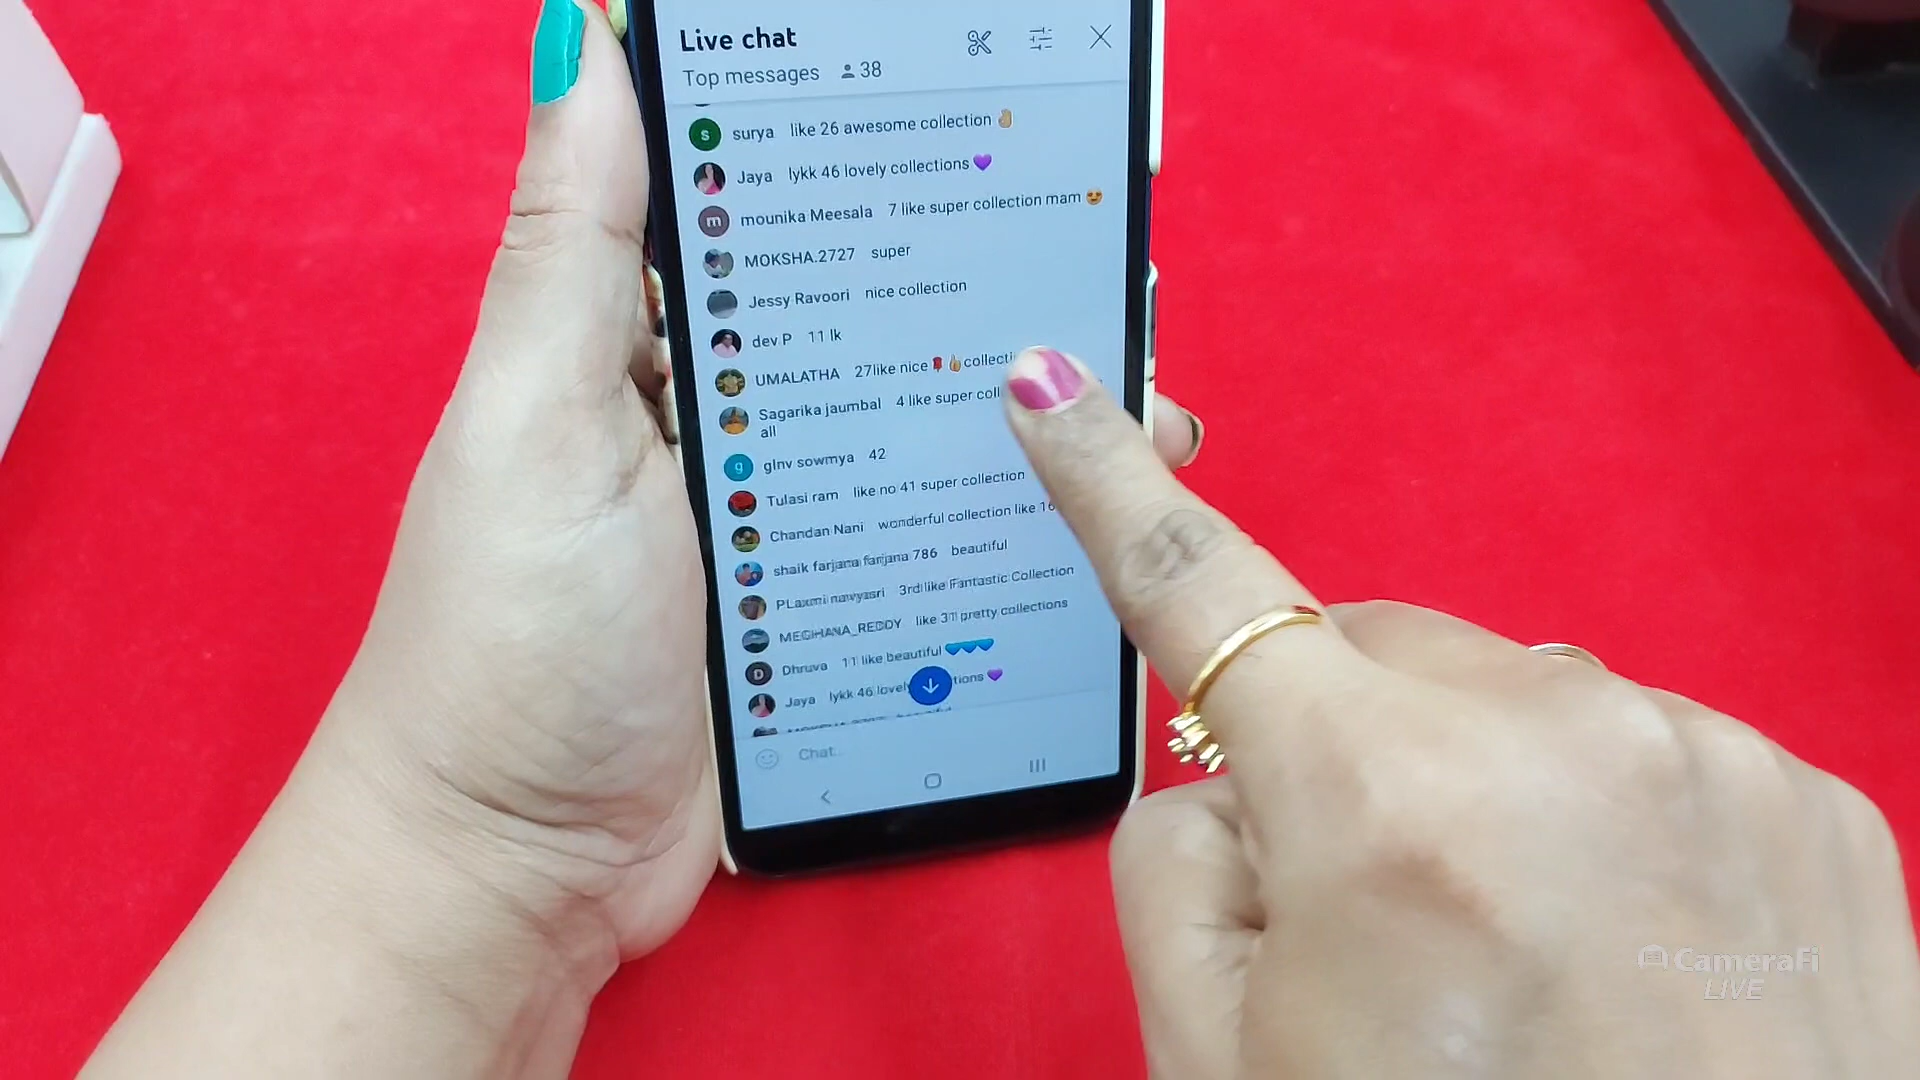 Live chat
Top messages 38
surya like 26 awesome collection
Jaya lykk 46 lovely collections
mounika Meesala 7 like super collection mam
MOKSHA.2727 super
Jessy Ravoori nice collection
dev P 11 lk
UMALATHA 27like nice collecti
Sagarika jaumbal 4 like super coll
all
glnv sowmya 42
Tulasi ram like no 41 super collection
Chandan Nani wonderful collection like 16
shaik farjana farjana 786 beautiful
PLaxmi nawyasri 3rd like Fantastic Collection
MEGHANA_REDDY like 31 pretty collections
Dhruva 11 like beautiful
Jaya lykk 46 lovely tions
Chat...
CameraFi
LIVE